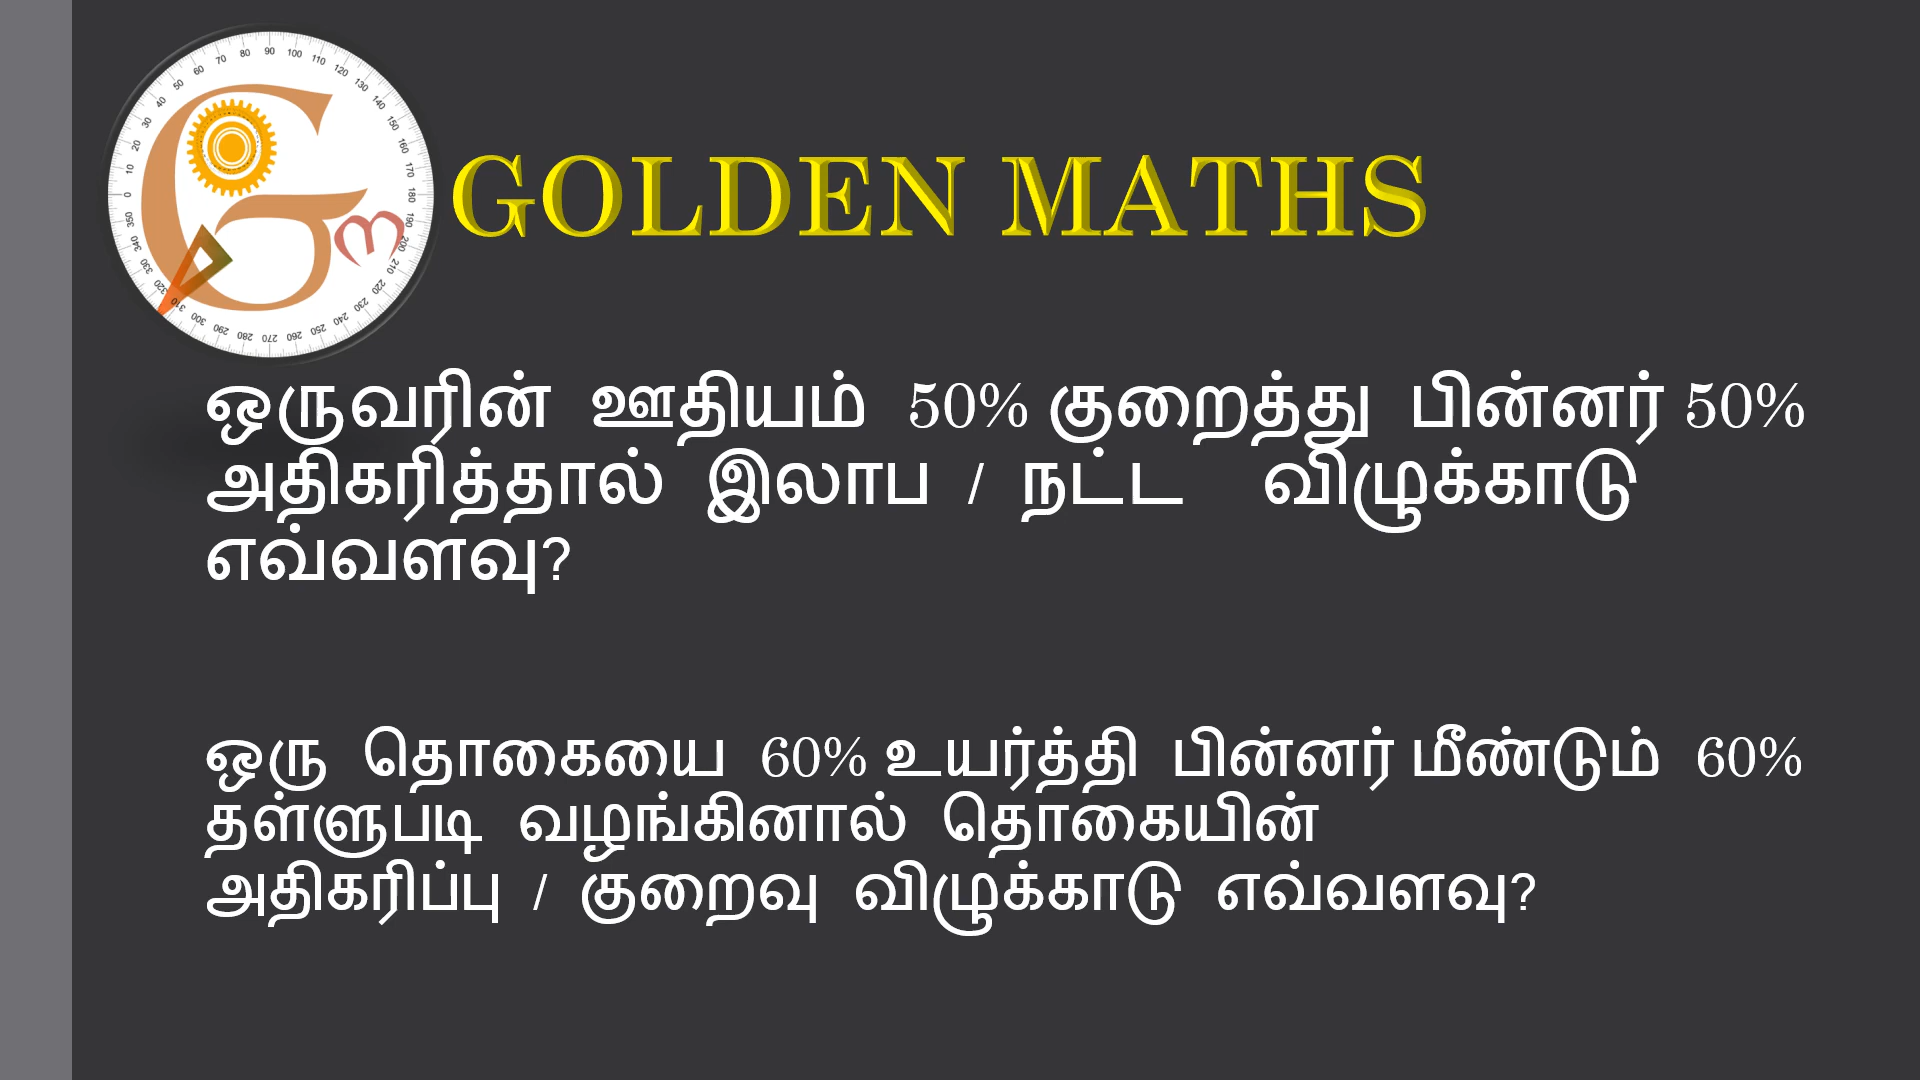 GOLDEN MATHS
ஒருவரின் ஊதியம் 50% குறைத்து பின்னர் 50%
அதிகரித்தால் இலாப / நட்ட விழுக்காடு
எவ்வளவு?
ஒரு தொகையை 60% உயர்த்தி பின்னர் மீண்டும் 60%
தள்ளுபடி வழங்கினால் தொகையின்
அதிகரிப்பு / குறைவு விழுக்காடு எவ்வளவு?